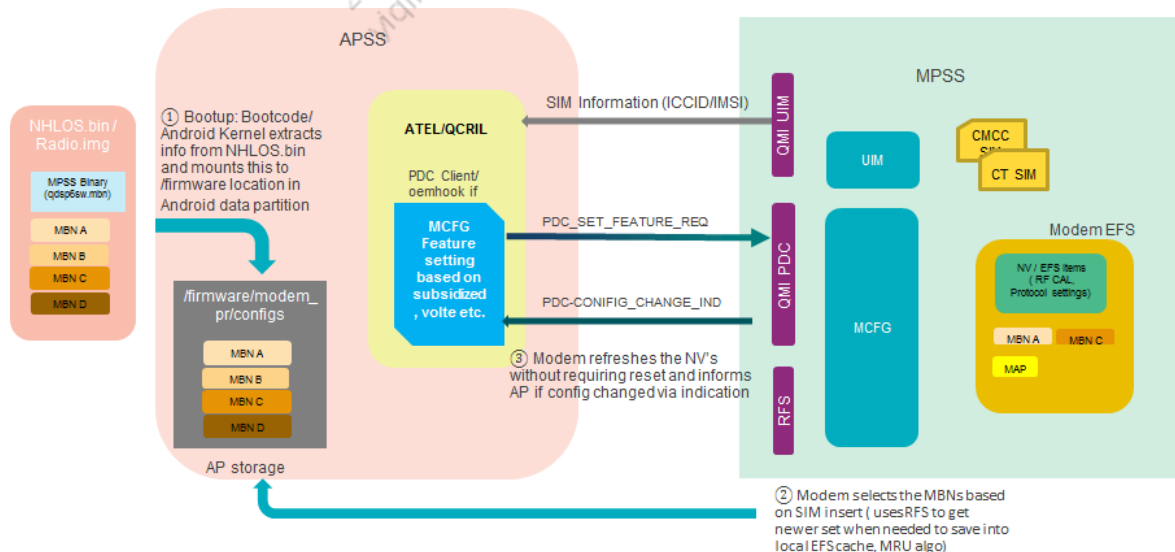 APSS
MPSS
NHLOS.bin /
Radio.img
MPSS Binary
(qdsp6sw.mbn)
MBN A
MBN B
MBN C
MBN D
① Bootup: Bootcode/
Android Kernel extracts
info from NHLOS.bin
and mounts this to
/firmware location in
Android data partition
/firmware/modem_
pr/configs
MBN A
MBN B
MBN C
MBN D
AP storage
ATEL/QCRIL
PDC Client/
oemhook if
MCFG
Feature
setting
based on
subsidized
, volte etc.
SIM Information (ICCID/IMSI)
PDC_SET_FEATURE_REQ
PDC-CONIFIG_CHANGE_IND
③ Modem refreshes the NV's
without requiring reset and informs
AP if config changed via indication
QMI UIM
QMI PDC
RFS
UIM
MCFG
CMCC
SIM
CT SIM
Modem EFS
NV / EFS items
( RF CAL,
Protocol settings)
MBN A
MBN C
MAP
② Modem selects the MBNs based
on SIM insert ( uses RFS to get
newer set when needed to save into
local EFS cache, MRU algo)